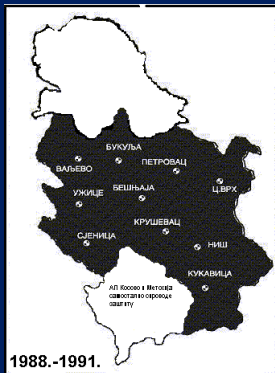 БУКУЉА
ВАЉЕВО
ПЕТРОВАЦ
Ц.ВРХ
УЖИЦЕ
БЕШЊАЈА
КРУШЕВАЦ
СЈЕНИЦА
НИШ
КУКАВИЦА
АП Косово и Метохија
самостално спроводе
заштиту
1988.-1991.